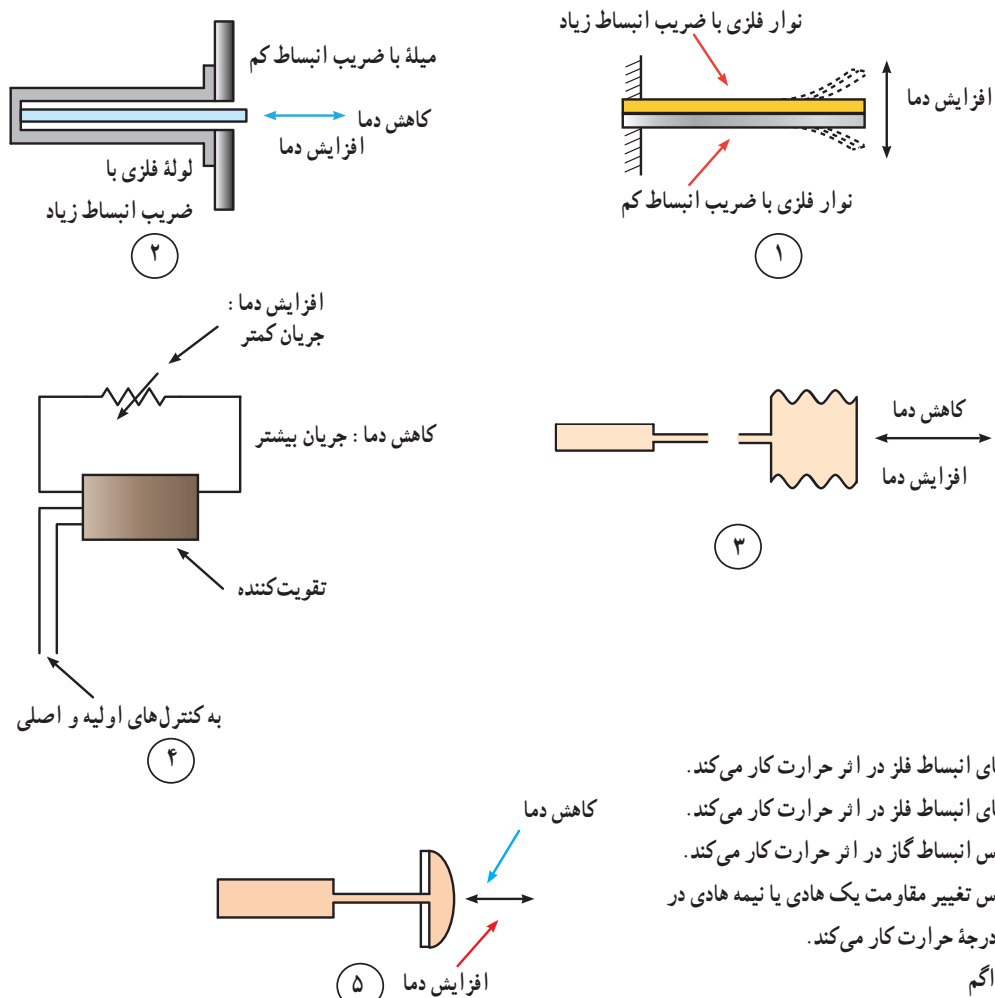 نوار فلزی با ضریب انبساط زیاد
افزایش دما
نوار فلزی با ضریب انبساط کم
۱
میلهٔ با ضریب انبساط کم
کاهش دما
افزایش دما
لولهٔ فلزی با
ضریب انبساط زیاد
۲
کاهش دما
افزایش دما
۳
افزایش دما :
جریان کمتر
کاهش دما : جریان بیشتر
تقویت‌کننده
به کنترل‌های اولیه و اصلی
۴
انبساط فلز در اثر حرارت کار می‌کند.
انبساط فلز در اثر حرارت کار می‌کند.
انبساط گاز در اثر حرارت کار می‌کند.
تغییر مقاومت یک هادی یا نیمه هادی در
درجهٔ حرارت کار می‌کند.
کاهش دما
افزایش دما
۵